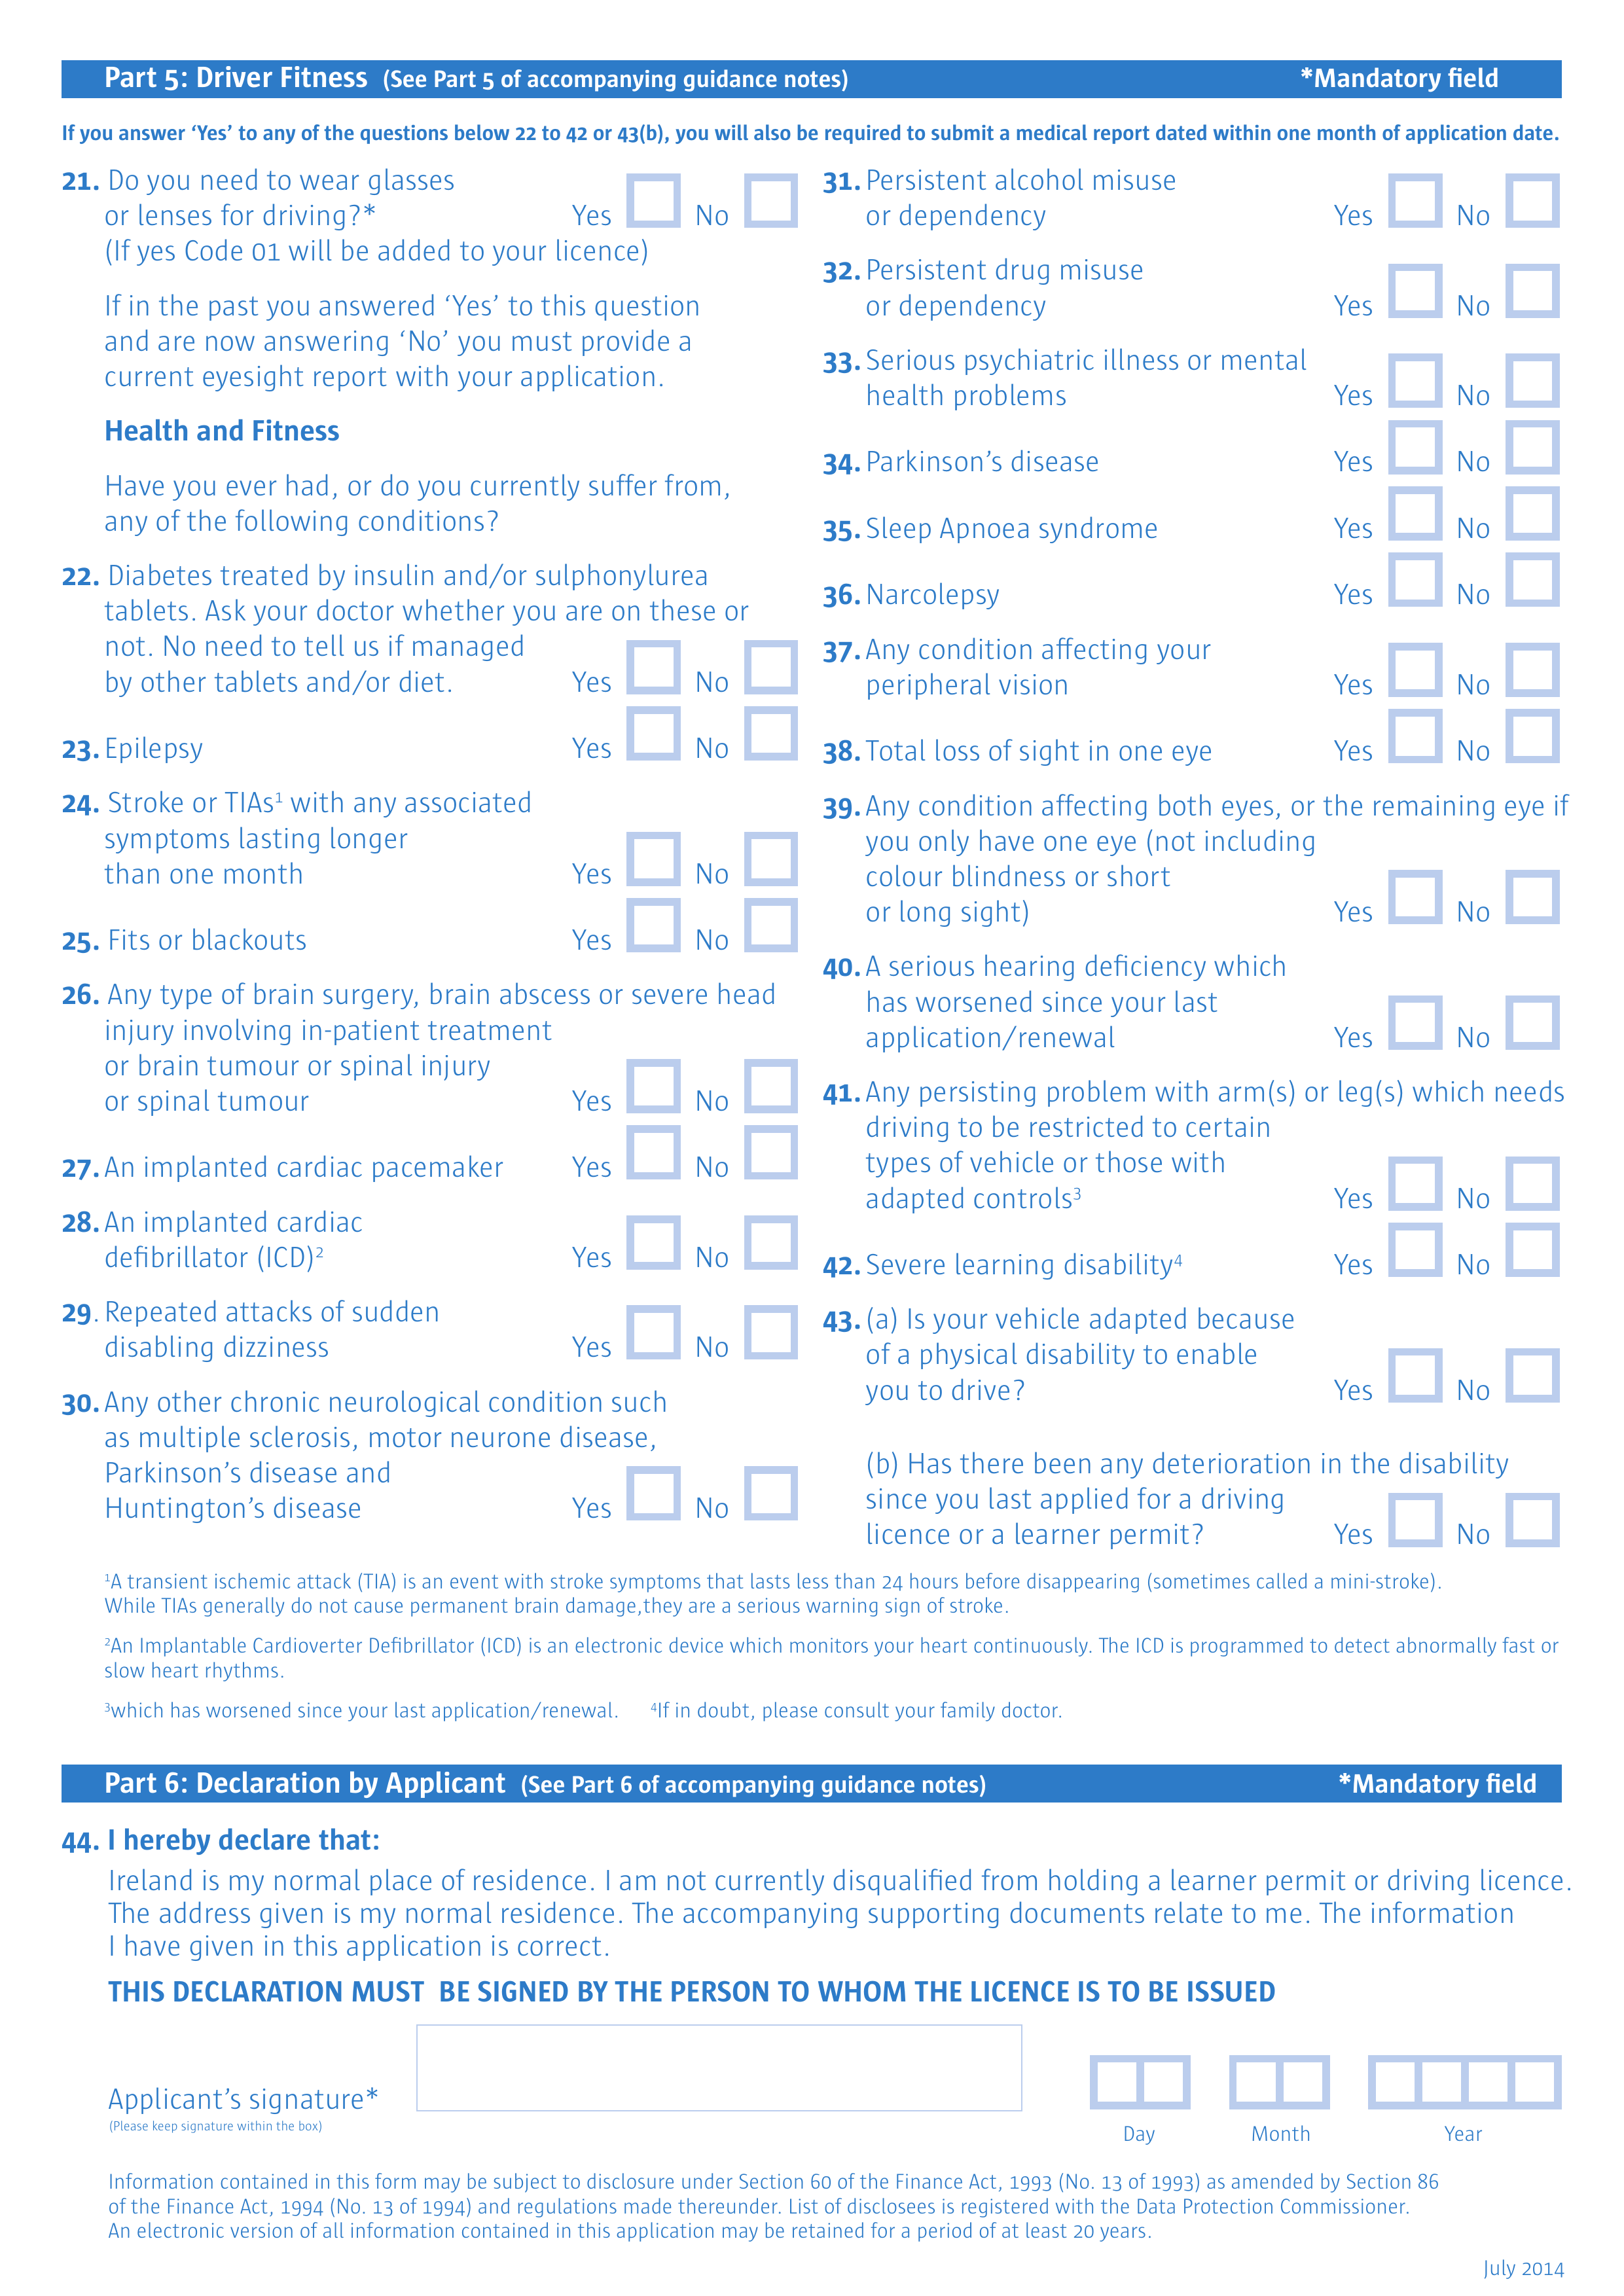 Part 5: Driver Fitness (See Part 5 of accompanying guidance notes) *Mandatory field
If you answer ‘Yes’ to any of the questions below 22 to 42 or 43(b), you will also be required to submit a medical report dated within one month of application date.
21. Do you need to wear glasses
or lenses for driving?* Yes No
(If yes Code 01 will be added to your licence)
If in the past you answered ‘Yes’ to this question
and are now answering ‘No’ you must provide a
current eyesight report with your application.
Health and Fitness
Have you ever had, or do you currently suffer from,
any of the following conditions?
22. Diabetes treated by insulin and/or sulphonylurea
tablets. Ask your doctor whether you are on these or
not. No need to tell us if managed
by other tablets and/or diet. Yes No
23. Epilepsy Yes No
24. Stroke or TIAs¹ with any associated
symptoms lasting longer
than one month Yes No
25. Fits or blackouts Yes No
26. Any type of brain surgery, brain abscess or severe head
injury involving in-patient treatment
or brain tumour or spinal injury
or spinal tumour Yes No
27. An implanted cardiac pacemaker Yes No
28. An implanted cardiac
defibrillator (ICD)² Yes No
29. Repeated attacks of sudden
disabling dizziness Yes No
30. Any other chronic neurological condition such
as multiple sclerosis, motor neurone disease,
Parkinson’s disease and
Huntington’s disease Yes No
31. Persistent alcohol misuse
or dependency Yes No
32. Persistent drug misuse
or dependency Yes No
33. Serious psychiatric illness or mental
health problems Yes No
34. Parkinson’s disease Yes No
35. Sleep Apnoea syndrome Yes No
36. Narcolepsy Yes No
37. Any condition affecting your
peripheral vision Yes No
38. Total loss of sight in one eye Yes No
39. Any condition affecting both eyes, or the remaining eye if
you only have one eye (not including
colour blindness or short
or long sight) Yes No
40. A serious hearing deficiency which
has worsened since your last
application/renewal Yes No
41. Any persisting problem with arm(s) or leg(s) which needs
driving to be restricted to certain
types of vehicle or those with
adapted controls³ Yes No
42. Severe learning disability⁴ Yes No
43. (a) Is your vehicle adapted because
of a physical disability to enable
you to drive? Yes No
(b) Has there been any deterioration in the disability
since you last applied for a driving
licence or a learner permit? Yes No
¹A transient ischemic attack (TIA) is an event with stroke symptoms that lasts less than 24 hours before disappearing (sometimes called a mini-stroke).
While TIAs generally do not cause permanent brain damage,they are a serious warning sign of stroke.
²An Implantable Cardioverter Defibrillator (ICD) is an electronic device which monitors your heart continuously. The ICD is programmed to detect abnormally fast or
slow heart rhythms.
³which has worsened since your last application/renewal. ⁴If in doubt, please consult your family doctor.
Part 6: Declaration by Applicant (See Part 6 of accompanying guidance notes) *Mandatory field
44. I hereby declare that:
Ireland is my normal place of residence. I am not currently disqualified from holding a learner permit or driving licence.
The address given is my normal residence. The accompanying supporting documents relate to me. The information
I have given in this application is correct.
THIS DECLARATION MUST BE SIGNED BY THE PERSON TO WHOM THE LICENCE IS TO BE ISSUED
Applicant’s signature*
(Please keep signature within the box)
Day Month Year
Information contained in this form may be subject to disclosure under Section 60 of the Finance Act, 1993 (No. 13 of 1993) as amended by Section 86
of the Finance Act, 1994 (No. 13 of 1994) and regulations made thereunder. List of disclosees is registered with the Data Protection Commissioner.
An electronic version of all information contained in this application may be retained for a period of at least 20 years.
July 2014